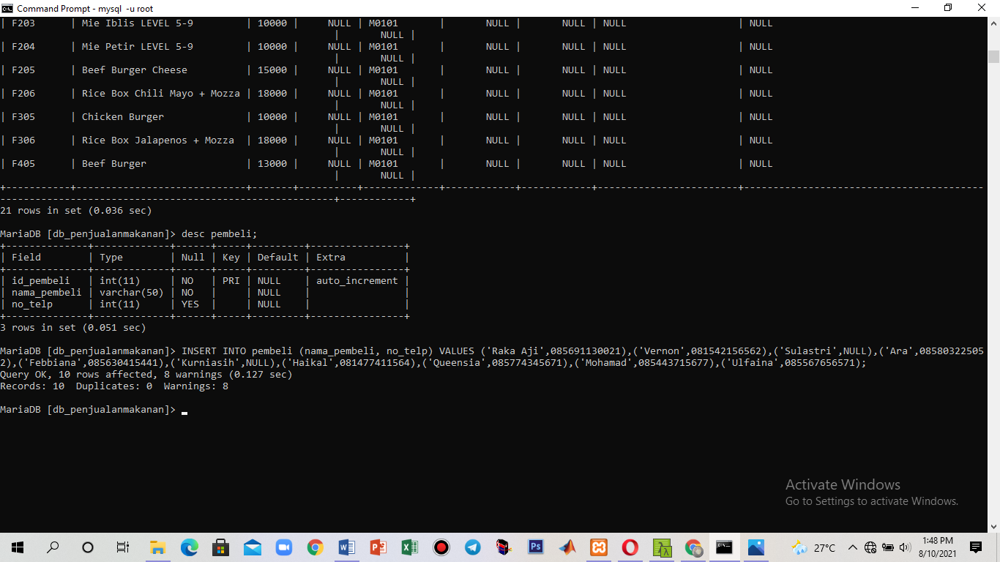 Command Prompt - mysql -u root
| F203 | Mie Iblis LEVEL 5-9 | 10000 | NULL | M0101 | NULL | NULL | NULL | NULL
| NULL |
| F204 | Mie Petir LEVEL 5-9 | 10000 | NULL | M0101 | NULL | NULL | NULL | NULL
| NULL |
| F205 | Beef Burger Cheese | 15000 | NULL | M0101 | NULL | NULL | NULL | NULL
| NULL |
| F206 | Rice Box Chili Mayo + Mozza | 18000 | NULL | M0101 | NULL | NULL | NULL | NULL
| NULL |
| F305 | Chicken Burger | 10000 | NULL | M0101 | NULL | NULL | NULL | NULL
| NULL |
| F306 | Rice Box Jalapenos + Mozza | 18000 | NULL | M0101 | NULL | NULL | NULL | NULL
| NULL |
| F405 | Beef Burger | 13000 | NULL | M0101 | NULL | NULL | NULL | NULL
| NULL |
21 rows in set (0.036 sec)
MariaDB [db_penjualanmakanan]> desc pembeli;
| Field | Type | Null | Key | Default | Extra |
| id_pembeli | int(11) | NO | PRI | NULL | auto_increment |
| nama_pembeli | varchar(50) | NO | | NULL | |
| no_telp | int(11) | YES | | NULL | |
3 rows in set (0.051 sec)
MariaDB [db_penjualanmakanan]> INSERT INTO pembeli (nama_pembeli, no_telp) VALUES ('Raka Aji',085691130021),('Vernon',081542156562),('Sulastri',NULL),('Ara',08580322505
2),('Febbiana',085630415441),('Kurniasih',NULL),('Haikal',081477411564),('Queensia',085774345671),('Mohamad',085443715677),('Ulfaina',085567656571);
Query OK, 10 rows affected, 8 warnings (0.127 sec)
Records: 10 Duplicates: 0 Warnings: 8
MariaDB [db_penjualanmakanan]>
Activate Windows
Go to Settings to activate Windows.
27°C
1:48 PM
8/10/2021